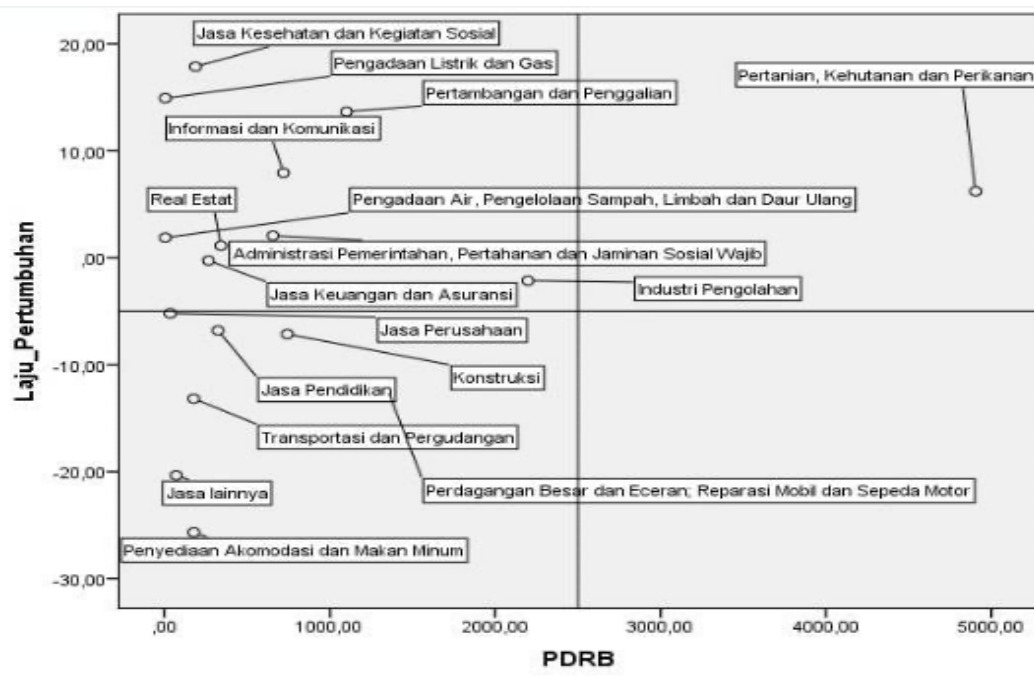 Jasa Kesehatan dan Kegiatan Sosial
20,00
Pengadaan Listrik dan Gas
Pertanian, Kehutanan dan Perikanan
Pertambangan dan Penggalian
Informasi dan Komunikasi
10,00
Real Estat
Pengadaan Air, Pengelolaan Sampah, Limbah dan Daur Ulang
,00
Administrasi Pemerintahan, Pertahanan dan Jaminan Sosial Wajib
Jasa Keuangan dan Asuransi
Industri Pengolahan
Laju_Pertumbuhan
Jasa Perusahaan
-10,00
Konstruksi
Jasa Pendidikan
Transportasi dan Pergudangan
-20,00
Jasa lainnya
Perdagangan Besar dan Eceran; Reparasi Mobil dan Sepeda Motor
Penyediaan Akomodasi dan Makan Minum
-30,00
,00 1000,00 2000,00 3000,00 4000,00 5000,00
PDRB